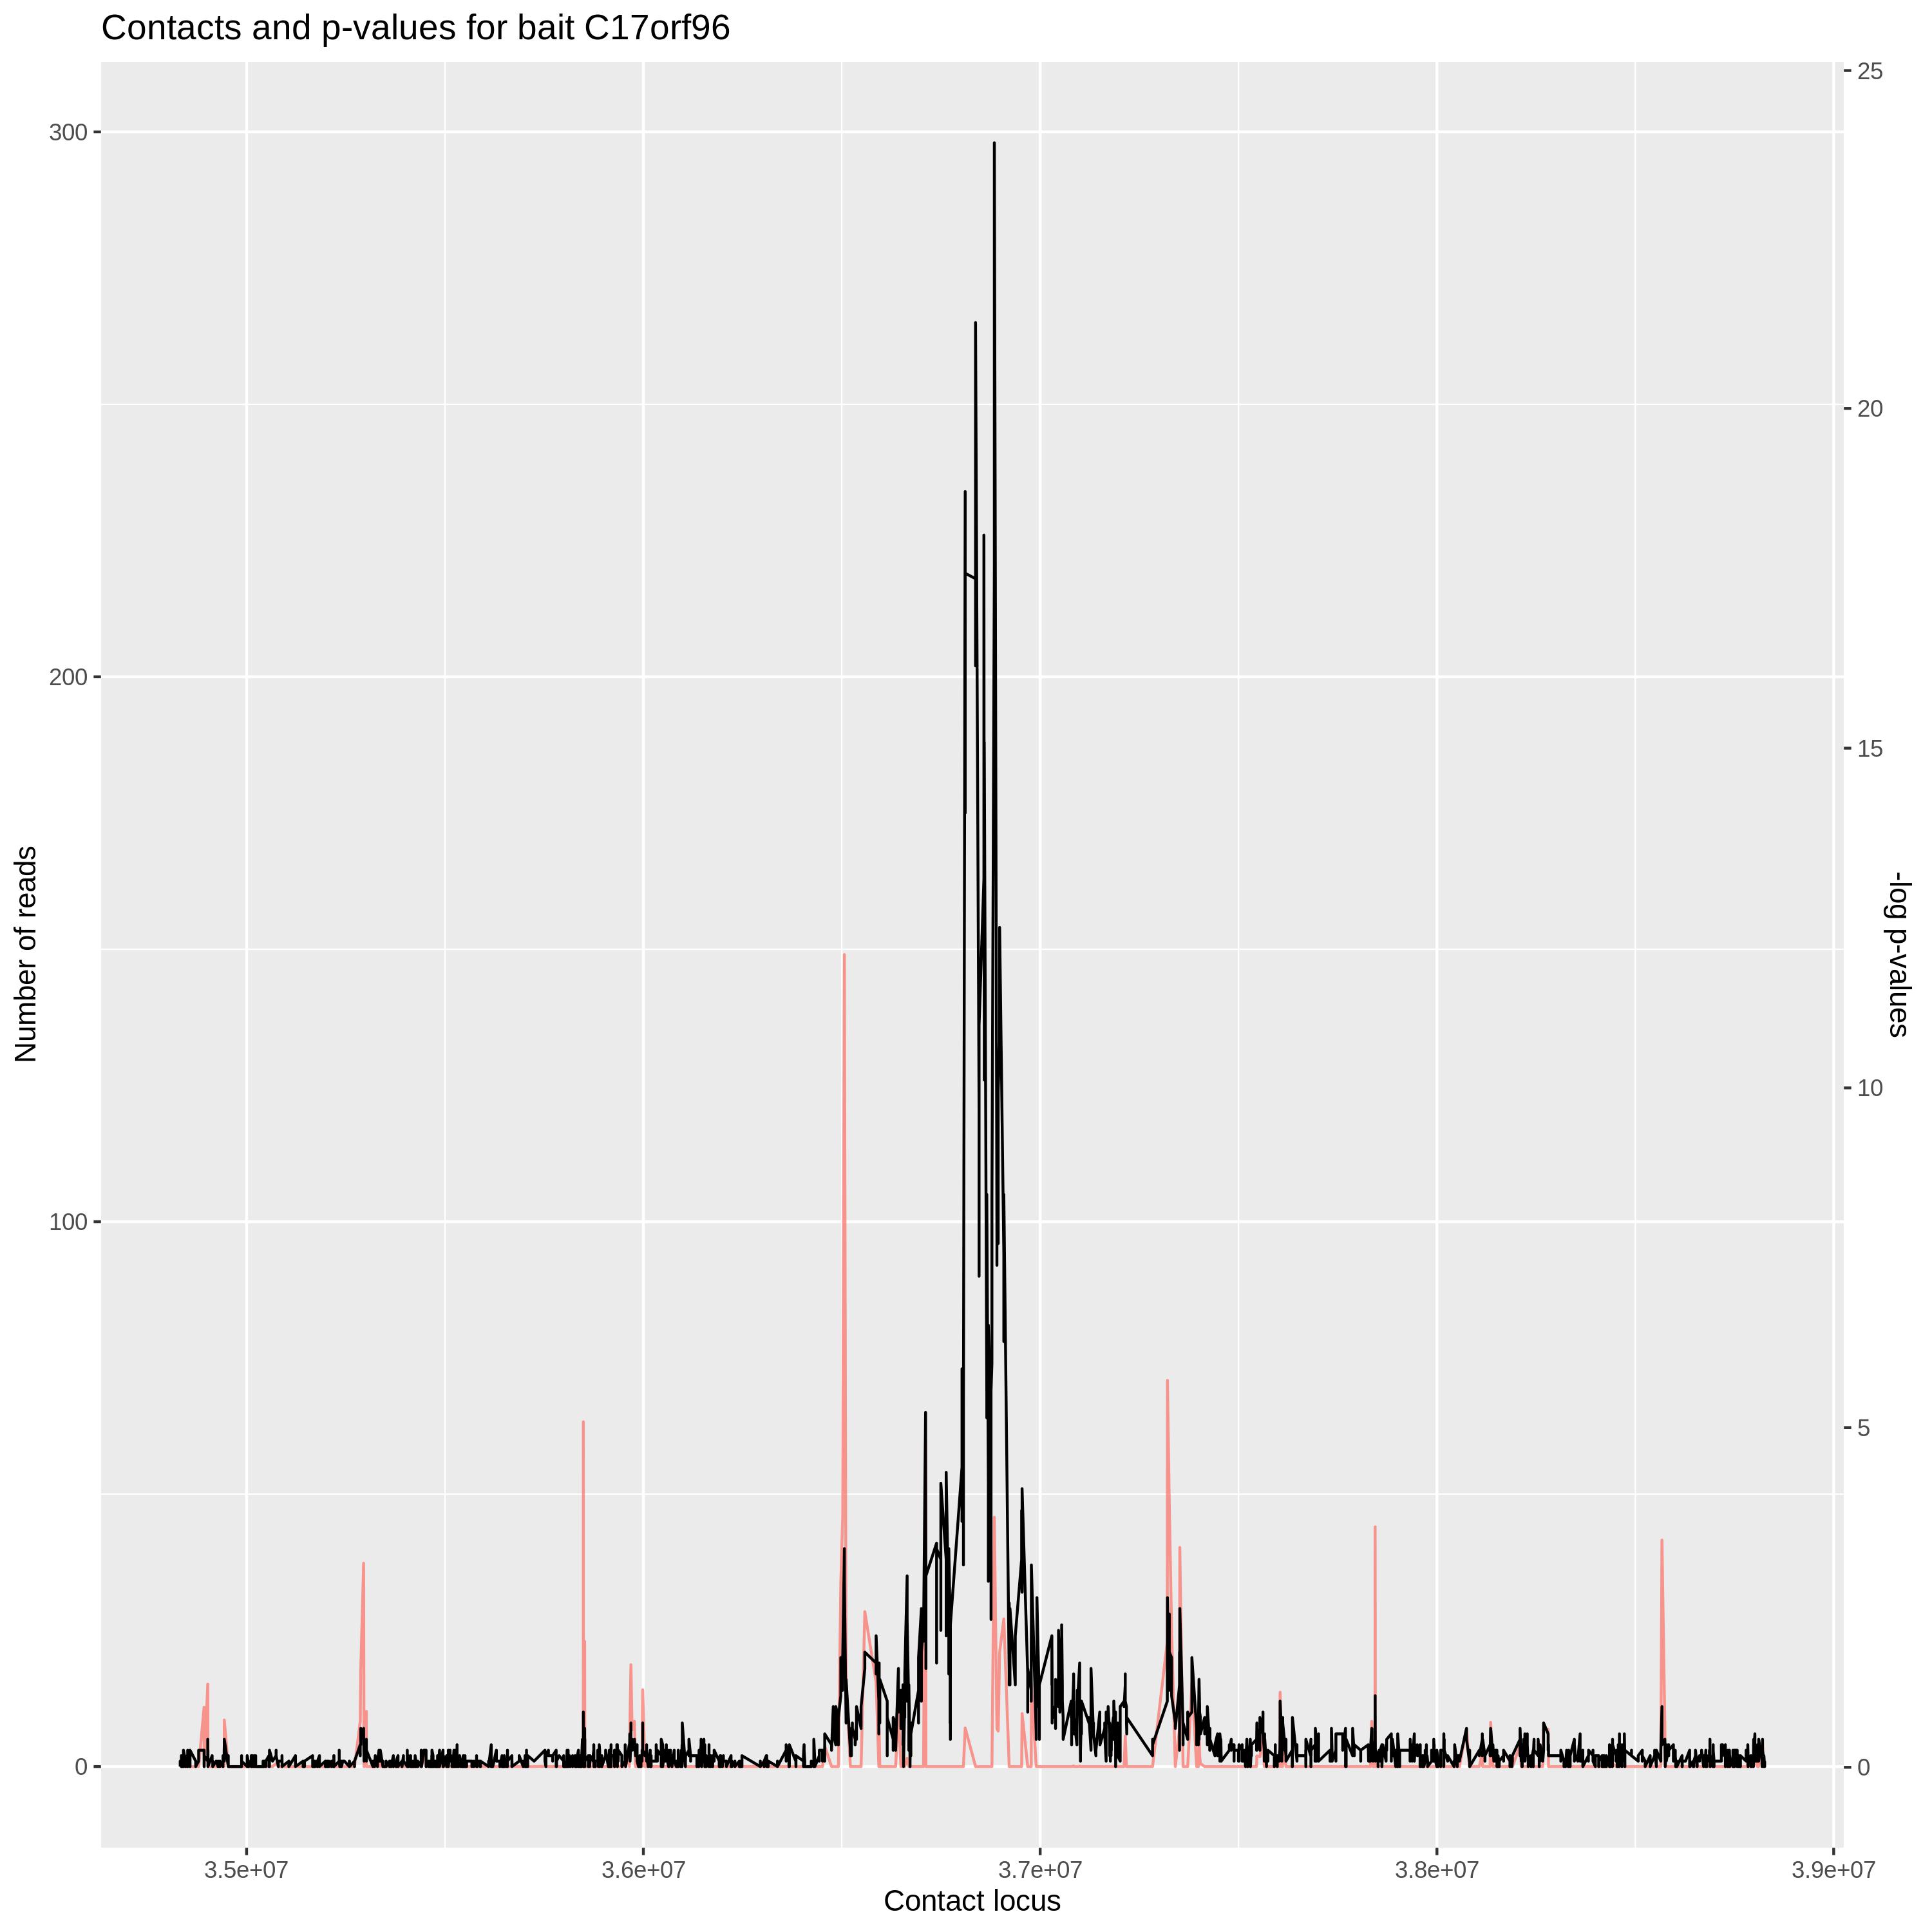 Contacts and p-values for bait C17orf96
300
200
100
0
Number of reads
25
20
15
10
5
0
-log p-values
3.5e+07
3.6e+07
3.7e+07
3.8e+07
3.9e+07
Contact locus